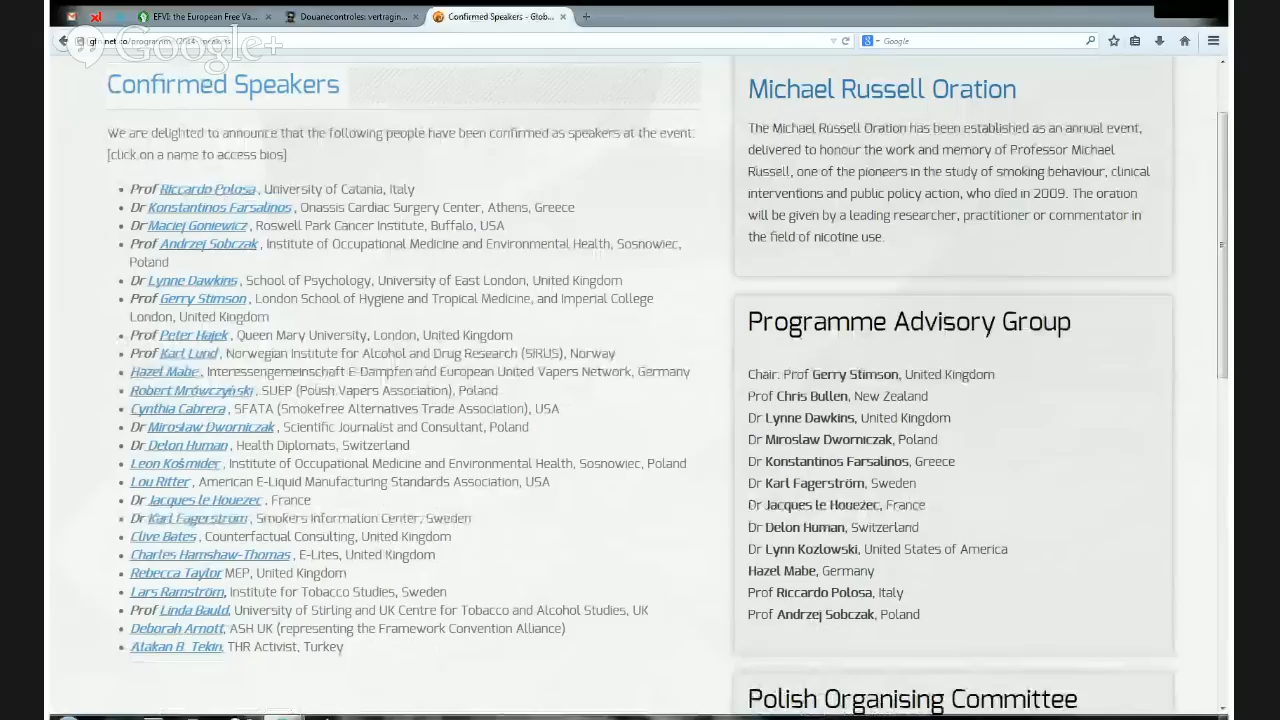 EFVI: the European Free Va...
Douanecontroles: vertragin...
Confirmed Speakers - Glob...
Google+
Google
Confirmed Speakers
We are delighted to announce that the following people have been confirmed as speakers at the event.
[click on a name to access bios]
Prof Riccardo Polosa , University of Catania, Italy
Dr Konstantinos Farsalinos , Onassis Cardiac Surgery Center, Athens, Greece
Dr Maciej Goniewicz , Roswell Park Cancer Institute, Buffalo, USA
Prof Andrzej Sobczak , Institute of Occupational Medicine and Environmental Health, Sosnowiec,
Poland
Dr Lynne Dawkins , School of Psychology, University of East London, United Kingdom
Prof Gerry Stimson , London School of Hygiene and Tropical Medicine, and Imperial College
London, United Kingdom
Prof Peter Hajek , Queen Mary University, London, United Kingdom
Prof Karl Lund , Norwegian Institute for Alcohol and Drug Research (SIRUS), Norway
Hazel Mabe , Interessengemeinschaft E-Dampfen and European United Vapers Network, Germany
Robert Mrówczyński , SUEP (Polish Vapers Association), Poland
Cynthia Cabrera , SFATA (Smokefree Alternatives Trade Association), USA
Dr Mirosław Dworniczak , Scientific Journalist and Consultant, Poland
Dr Delon Human , Health Diplomats, Switzerland
Leon Kośmider , Institute of Occupational Medicine and Environmental Health, Sosnowiec, Poland
Lou Ritter , American E-Liquid Manufacturing Standards Association, USA
Dr Jacques le Houezec , France
Dr Karl Fagerstrom , Smokers Information Center, Sweden
Clive Bates , Counterfactual Consulting, United Kingdom
Charles Hamshaw-Thomas , E-Lites, United Kingdom
Rebecca Taylor MEP, United Kingdom
Lars Ramström, Institute for Tobacco Studies, Sweden
Prof Linda Bauld, University of Stirling and UK Centre for Tobacco and Alcohol Studies, UK
Deborah Arnott, ASH UK (representing the Framework Convention Alliance)
Atakan B. Tekin, THR Activist, Turkey
Michael Russell Oration
The Michael Russell Oration has been established as an annual event,
delivered to honour the work and memory of Professor Michael
Russell, one of the pioneers in the study of smoking behaviour, clinical
interventions and public policy action, who died in 2009. The oration
will be given by a leading researcher, practitioner or commentator in
the field of nicotine use.
Programme Advisory Group
Chair: Prof Gerry Stimson, United Kingdom
Prof Chris Bullen, New Zealand
Dr Lynne Dawkins, United Kingdom
Dr Miroslaw Dworniczak, Poland
Dr Konstantinos Farsalinos, Greece
Dr Karl Fagerström, Sweden
Dr Jacques le Houezec, France
Dr Delon Human, Switzerland
Dr Lynn Kozlowski, United States of America
Hazel Mabe, Germany
Prof Riccardo Polosa, Italy
Prof Andrzej Sobczak, Poland
Polish Organising Committee